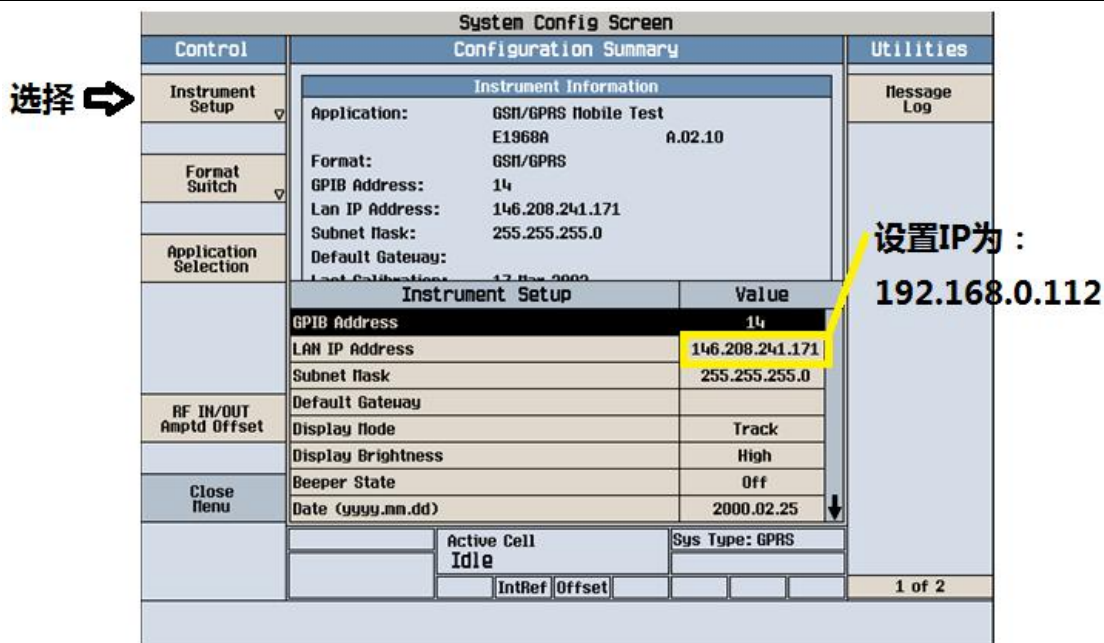 System Config Screen
Control
Configuration Summary
Utilities
选择
Instrument
Setup
Format
Switch
Application
Selection
RF IN/OUT
Amptd Offset
Close
Menu
Instrument Information
Application: GSM/GPRS Mobile Test
E1968A A.02.10
Format: GSM/GPRS
GPIB Address: 14
Lan IP Address: 146.208.241.171
Subnet Mask: 255.255.255.0
Default Gateway:
Last Calibration: 17 Mar 2002
Instrument Setup Value
GPIB Address 14
LAN IP Address 146.208.241.171
Subnet Mask 255.255.255.0
Default Gateway
Display Mode Track
Display Brightness High
Beeper State Off
Date (yyyy.mm.dd) 2000.02.25
Message
Log
设置IP为：
192.168.0.112
Active Cell
Idle
Sys Type: GPRS
IntRef Offset
1 of 2